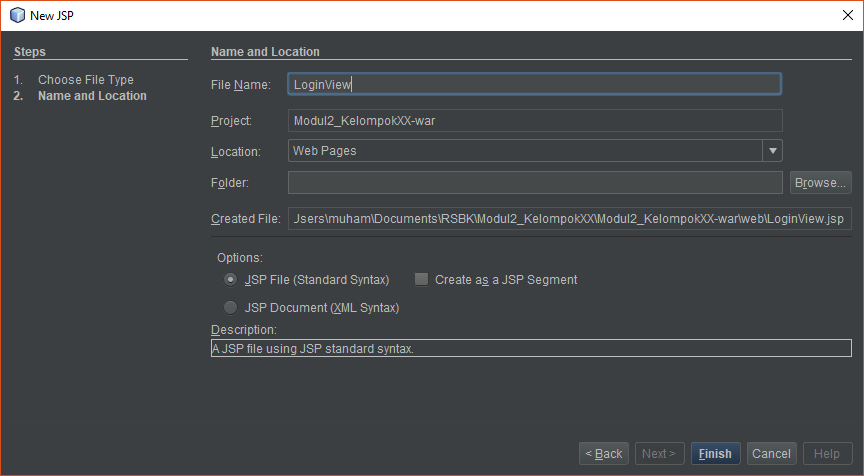 New JSP
Steps
1. Choose File Type
2. Name and Location
Name and Location
File Name: LoginView
Project: Modul2_KelompokXX-war
Location: Web Pages
Folder: Browse...
Created File: Jsers\muham\Documents\RSBK\Modul2_KelompokXX\Modul2_KelompokXX-war\web\LoginView.jsp
Options:
JSP File (Standard Syntax) Create as a JSP Segment
JSP Document (XML Syntax)
Description:
A JSP file using JSP standard syntax.
< Back Next > Finish Cancel Help